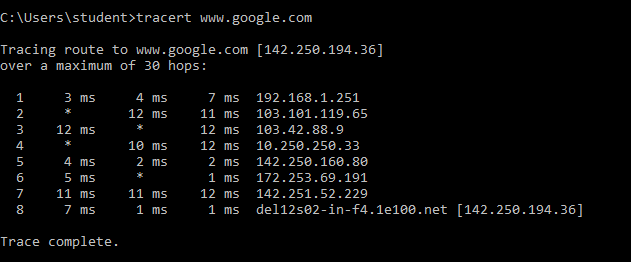 C:\Users\student>tracert www.google.com
Tracing route to www.google.com [142.250.194.36]
over a maximum of 30 hops:
1 3 ms 4 ms 7 ms 192.168.1.251
2 * 12 ms 11 ms 103.101.119.65
3 12 ms * 12 ms 103.42.88.9
4 * 10 ms 12 ms 10.250.250.33
5 4 ms 2 ms 2 ms 142.250.160.80
6 5 ms * 1 ms 172.253.69.191
7 11 ms 11 ms 12 ms 142.251.52.229
8 7 ms 1 ms 1 ms del12s02-in-f4.1e100.net [142.250.194.36]
Trace complete.